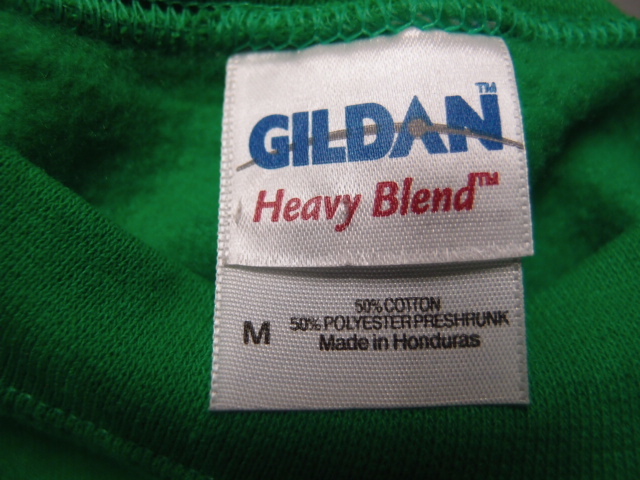 GILDAN™
Heavy Blend™
M
50% COTTON
50% POLYESTER PRESHRUNK
Made in Honduras